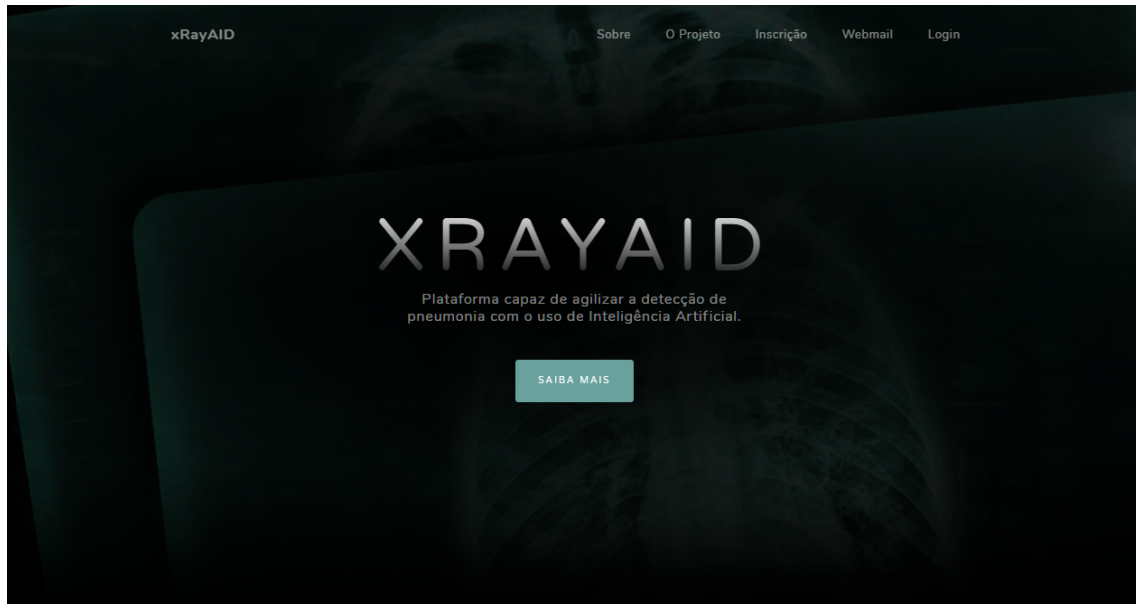 xRayAID
Sobre
O Projeto
Inscrição
Webmail
Login
XRAYAID
Plataforma capaz de agilizar a detecção de
pneumonia com o uso de Inteligência Artificial.
SAIBA MAIS